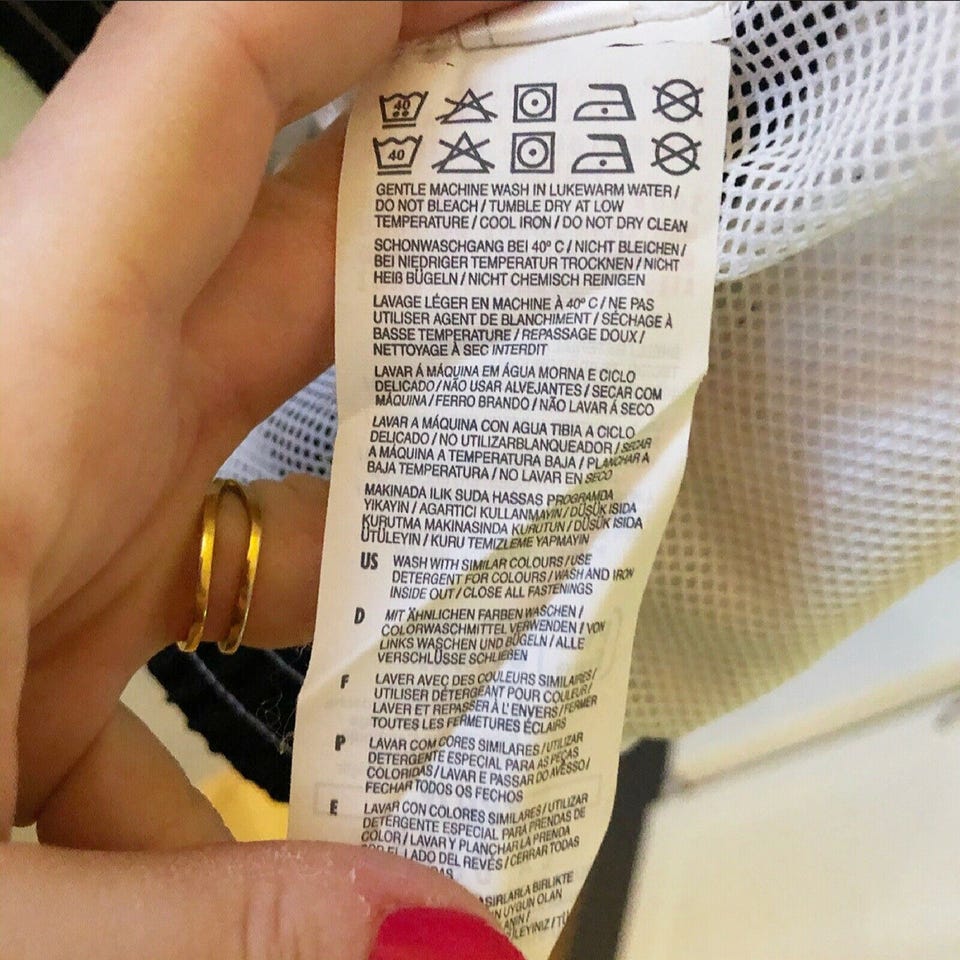 40
40
GENTLE MACHINE WASH IN LUKEWARM WATER /
DO NOT BLEACH / TUMBLE DRY AT LOW
TEMPERATURE / COOL IRON / DO NOT DRY CLEAN
SCHONWASCHGANG BEI 40º C / NICHT BLEICHEN /
BEI NIEDRIGER TEMPERATUR TROCKNEN / NICHT
HEIß BÜGELN / NICHT CHEMISCH REINIGEN
LAVAGE LÉGER EN MACHINE À 40º C / NE PAS
UTILISER AGENT DE BLANCHIMENT / SÉCHAGE À
BASSE TEMPERATURE / REPASSAGE DOUX /
NETTOYAGE À SEC INTERDIT
LAVAR Á MÁQUINA EM ÁGUA MORNA E CICLO
DELICADO / NÃO USAR ALVEJANTES / SECAR COM
MÁQUINA / FERRO BRANDO / NÃO LAVAR Á SECO
LAVAR A MÁQUINA CON AGUA TIBIA A CICLO
DELICADO / NO UTILIZARBLANQUEADOR / SECAR
A MÁQUINA A TEMPERATURA BAJA / PLANCHAR A
BAJA TEMPERATURA / NO LAVAR EN SECO
MAKINADA ILIK SUDA HASSAS PROGRAMDA
YIKAYIN / AGARTICI KULLANMAYIN / DÜSÜK ISIDA
KURUTMA MAKINASINDA KURUTUN / DÜSÜK ISIDA
ÜTÜLEYIN / KURU TEMIZLEME YAPMAYIN
US WASH WITH SIMILAR COLOURS / USE
DETERGENT FOR COLOURS / WASH AND IRON
INSIDE OUT / CLOSE ALL FASTENINGS
D MIT ÄHNLICHEN FARBEN WASCHEN /
COLORWASCHMITTEL VERWENDEN / VON
LINKS WASCHEN UND BÜGELN / ALLE
VERSCHLÜSSE SCHLIEßEN
F LAVER AVEC DES COULEURS SIMILAIRES /
UTILISER DÉTERGEANT POUR COULEUR /
LAVER ET REPASSER À L'ENVERS / FERMER
TOUTES LES FERMETURES ÉCLAIRS
P LAVAR COM CORES SIMILARES / UTILIZAR
DETERGENTE ESPECIAL PARA AS PEÇAS
COLORIDAS / LAVAR E PASSAR DO AVESSO /
FECHAR TODOS OS FECHOS
E LAVAR CON COLORES SIMILARES / UTILIZAR
DETERGENTE ESPECIAL PARA PRENDAS DE
COLOR / LAVAR Y PLANCHAR LA PRENDA
POR EL LADO DEL REVÉS / CERRAR TODAS
BIRLIKTE
UYGUN OLAN